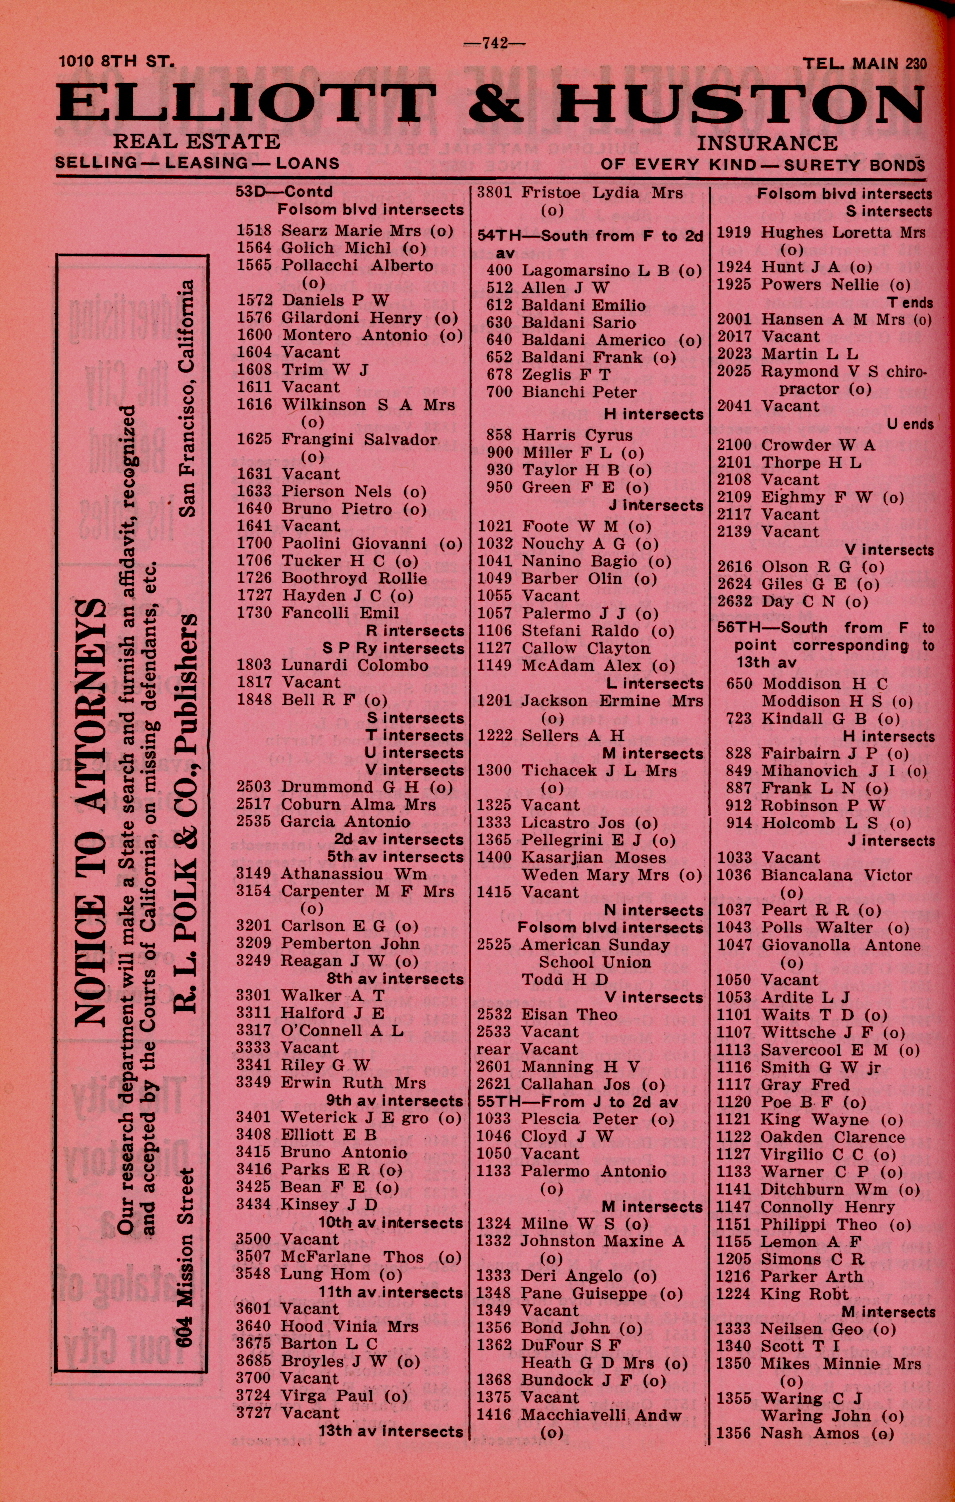 —742—
1010 8TH ST.
TEL. MAIN 230
ELLIOTT & HUSTON
REAL ESTATE
INSURANCE
SELLING — LEASING — LOANS
OF EVERY KIND — SURETY BONDS
NOTICE TO ATTORNEYS
Our research department will make a State search and furnish an affidavit, recognized
and accepted by the Courts of California, on missing defendants, etc.
R. L. POLK & CO., Publishers
604 Mission Street
San Francisco, California
53D—Contd
Folsom blvd intersects
1518 Searz Marie Mrs (o)
1564 Golich Michl (o)
1565 Pollacchi Alberto
(o)
1572 Daniels P W
1576 Gilardoni Henry (o)
1600 Montero Antonio (o)
1604 Vacant
1608 Trim W J
1611 Vacant
1616 Wilkinson S A Mrs
(o)
1625 Frangini Salvador
(o)
1631 Vacant
1633 Pierson Nels (o)
1640 Bruno Pietro (o)
1641 Vacant
1700 Paolini Giovanni (o)
1706 Tucker H C (o)
1726 Boothroyd Rollie
1727 Hayden J C (o)
1730 Fancolli Emil
R intersects
S P Ry intersects
1803 Lunardi Colombo
1817 Vacant
1848 Bell R F (o)
S intersects
T intersects
U intersects
V intersects
2503 Drummond G H (o)
2517 Coburn Alma Mrs
2535 Garcia Antonio
2d av intersects
5th av intersects
3149 Athanassiou Wm
3154 Carpenter M F Mrs
(o)
3201 Carlson E G (o)
3209 Pemberton John
3249 Reagan J W (o)
8th av intersects
3301 Walker A T
3311 Halford J E
3317 O'Connell A L
3333 Vacant
3341 Riley G W
3349 Erwin Ruth Mrs
9th av intersects
3401 Weterick J E gro (o)
3408 Elliott E B
3415 Bruno Antonio
3416 Parks E R (o)
3425 Bean F E (o)
3434 Kinsey J D
10th av intersects
3500 Vacant
3507 McFarlane Thos (o)
3548 Lung Hom (o)
11th av intersects
3601 Vacant
3640 Hood Vinia Mrs
3675 Barton L C
3685 Broyles J W (o)
3700 Vacant
3724 Virga Paul (o)
3727 Vacant
13th av intersects
3801 Fristoe Lydia Mrs
(o)
54TH—South from F to 2d
av
400 Lagomarsino L B (o)
512 Allen J W
612 Baldani Emilio
630 Baldani Sario
640 Baldani Americo (o)
652 Baldani Frank (o)
678 Zeglis F T
700 Bianchi Peter
H intersects
858 Harris Cyrus
900 Miller F L (o)
930 Taylor H B (o)
950 Green F E (o)
J intersects
1021 Foote W M (o)
1032 Nouchy A G (o)
1041 Nanino Bagio (o)
1049 Barber Olin (o)
1055 Vacant
1057 Palermo J J (o)
1106 Stefani Raldo (o)
1127 Callow Clayton
1149 McAdam Alex (o)
L intersects
1201 Jackson Ermine Mrs
(o)
1222 Sellers A H
M intersects
1300 Tichacek J L Mrs
(o)
1325 Vacant
1333 Licastro Jos (o)
1365 Pellegrini E J (o)
1400 Kasarjian Moses
Weden Mary Mrs (o)
1415 Vacant
N intersects
Folsom blvd intersects
2525 American Sunday
School Union
Todd H D
V intersects
2532 Eisan Theo
2533 Vacant
rear Vacant
2601 Manning H V
2621 Callahan Jos (o)
55TH—From J to 2d av
1033 Plescia Peter (o)
1046 Cloyd J W
1050 Vacant
1133 Palermo Antonio
(o)
M intersects
1324 Milne W S (o)
1332 Johnston Maxine A
(o)
1333 Deri Angelo (o)
1348 Pane Guiseppe (o)
1349 Vacant
1356 Bond John (o)
1362 DuFour S F
Heath G D Mrs (o)
1368 Bundock J F (o)
1375 Vacant
1416 Macchiavelli Andw
(o)
Folsom blvd intersects
S intersects
1919 Hughes Loretta Mrs
(o)
1924 Hunt J A (o)
1925 Powers Nellie (o)
T ends
2001 Hansen A M Mrs (o)
2017 Vacant
2023 Martin L L
2025 Raymond V S chiro-
practor (o)
2041 Vacant
U ends
2100 Crowder W A
2101 Thorpe H L
2108 Vacant
2109 Eighmy F W (o)
2117 Vacant
2139 Vacant
V intersects
2616 Olson R G (o)
2624 Giles G E (o)
2632 Day C N (o)
56TH—South from F to
point corresponding to
13th av
650 Moddison H C
Moddison H S (o)
723 Kindall G B (o)
H intersects
828 Fairbairn J P (o)
849 Mihanovich J I (o)
887 Frank L N (o)
912 Robinson P W
914 Holcomb L S (o)
J intersects
1033 Vacant
1036 Biancalana Victor
(o)
1037 Peart R R (o)
1043 Polls Walter (o)
1047 Giovanolla Antone
(o)
1050 Vacant
1053 Ardite L J
1101 Waits T D (o)
1107 Wittsche J F (o)
1113 Savercool E M (o)
1116 Smith G W jr
1117 Gray Fred
1120 Poe B F (o)
1121 King Wayne (o)
1122 Oakden Clarence
1127 Virgilio C C (o)
1133 Warner C P (o)
1141 Ditchburn Wm (o)
1147 Connolly Henry
1151 Philippi Theo (o)
1155 Lemon A F
1205 Simons C R
1216 Parker Arth
1224 King Robt
M intersects
1333 Neilsen Geo (o)
1340 Scott T I
1350 Mikes Minnie Mrs
(o)
1355 Waring C J
Waring John (o)
1356 Nash Amos (o)